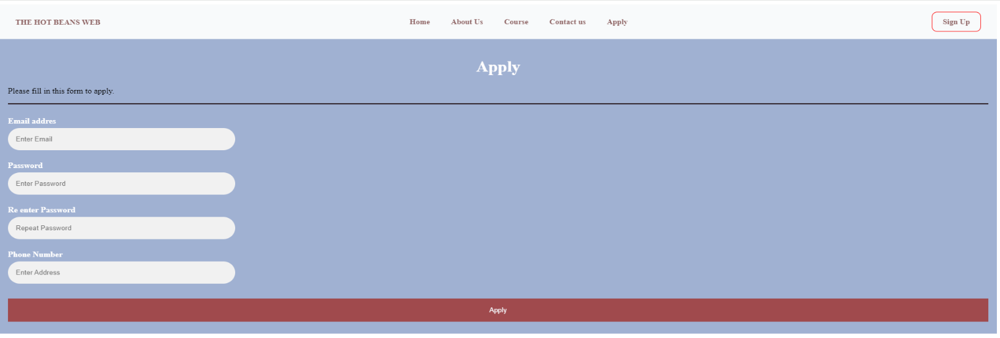 THE HOT BEANS WEB
Home About Us Course Contact us Apply
Sign Up
Apply
Please fill in this form to apply.
Email addres
Enter Email
Password
Enter Password
Re enter Password
Repeat Password
Phone Number
Enter Address
Apply